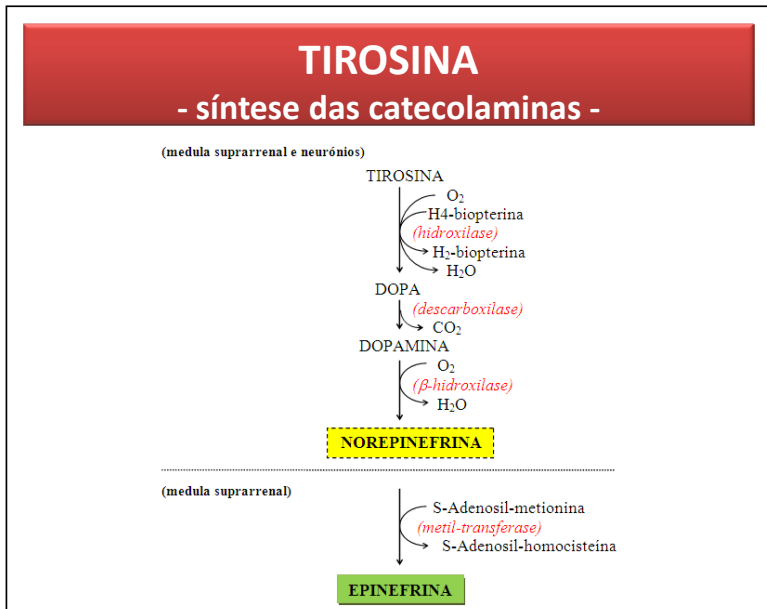 TIROSINA
- síntese das catecolaminas -
(medula suprarrenal e neurónios)
TIROSINA
O₂
H4-biopterina
(hidroxilase)
H₂-biopterina
H₂O
DOPA
(descarboxilase)
CO₂
DOPAMINA
O₂
(β-hidroxilase)
H₂O
NOREPINEFRINA
(medula suprarrenal)
S-Adenosil-metionina
(metil-transferase)
S-Adenosil-homocisteína
EPINEFRINA